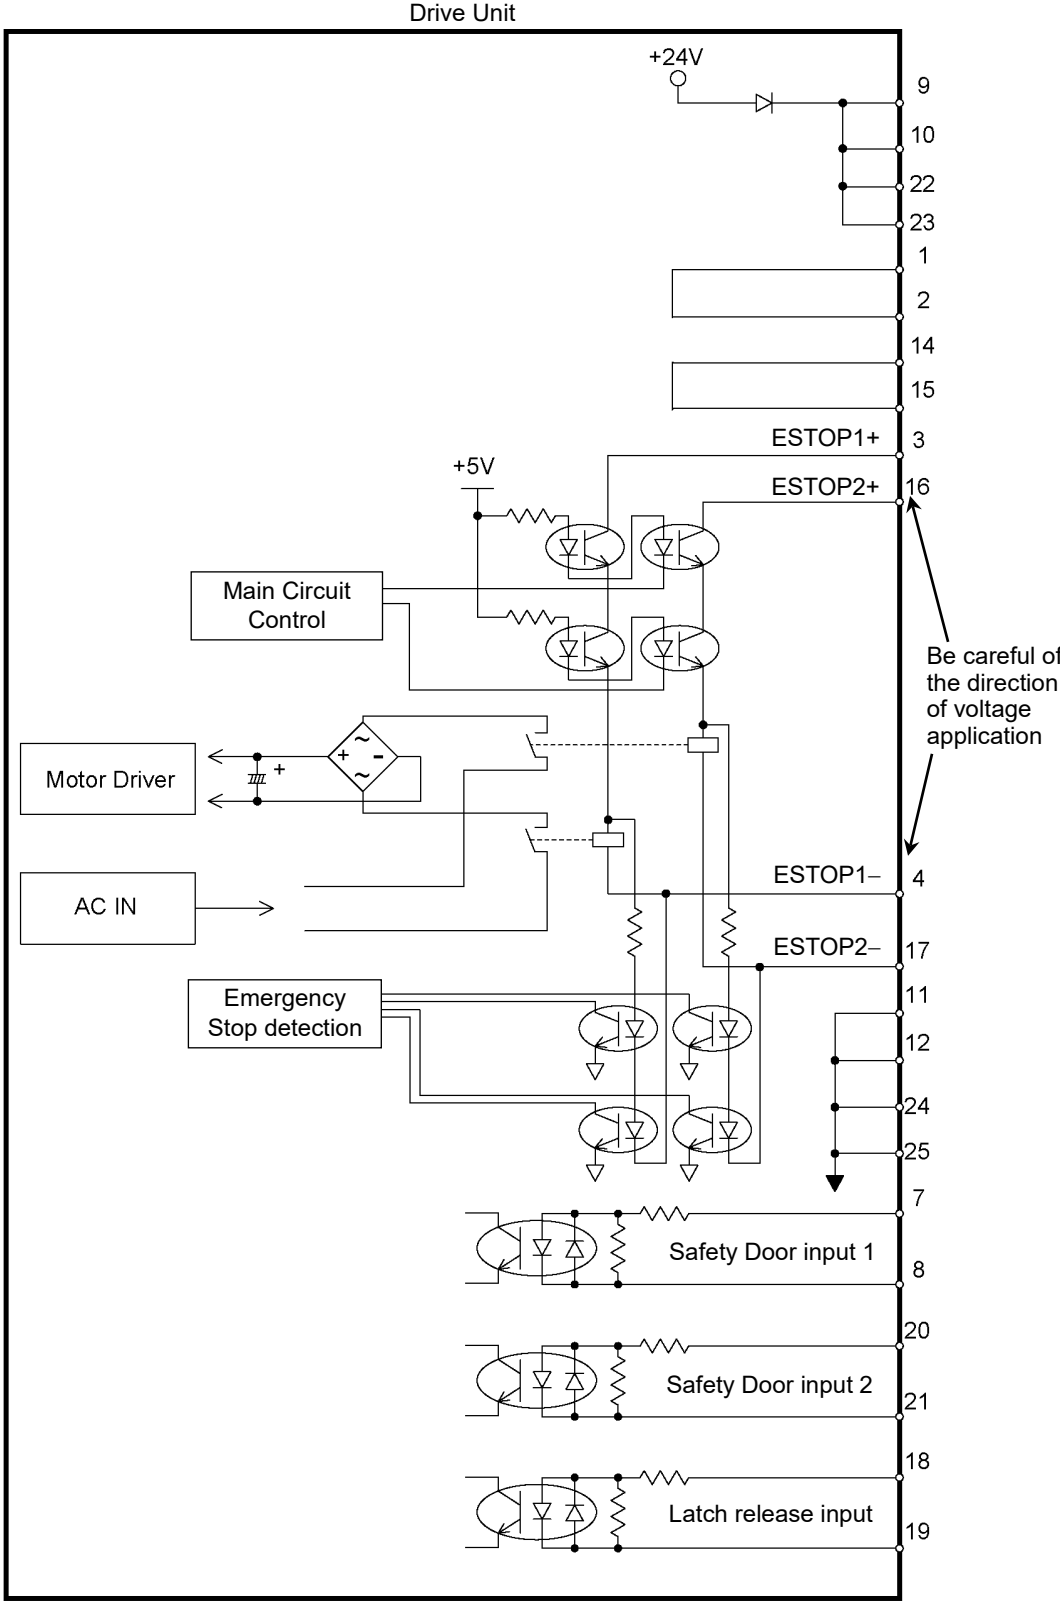 Drive Unit
+24V
9
10
22
23
1
2
14
15
ESTOP1+
3
+5V
ESTOP2+
16
Main Circuit
Control
Be careful of
the direction
of voltage
application
+
~
-
~
+
Motor Driver
AC IN
ESTOP1−
4
ESTOP2−
17
11
Emergency
Stop detection
12
24
25
7
Safety Door input 1
8
20
Safety Door input 2
21
18
Latch release input
19